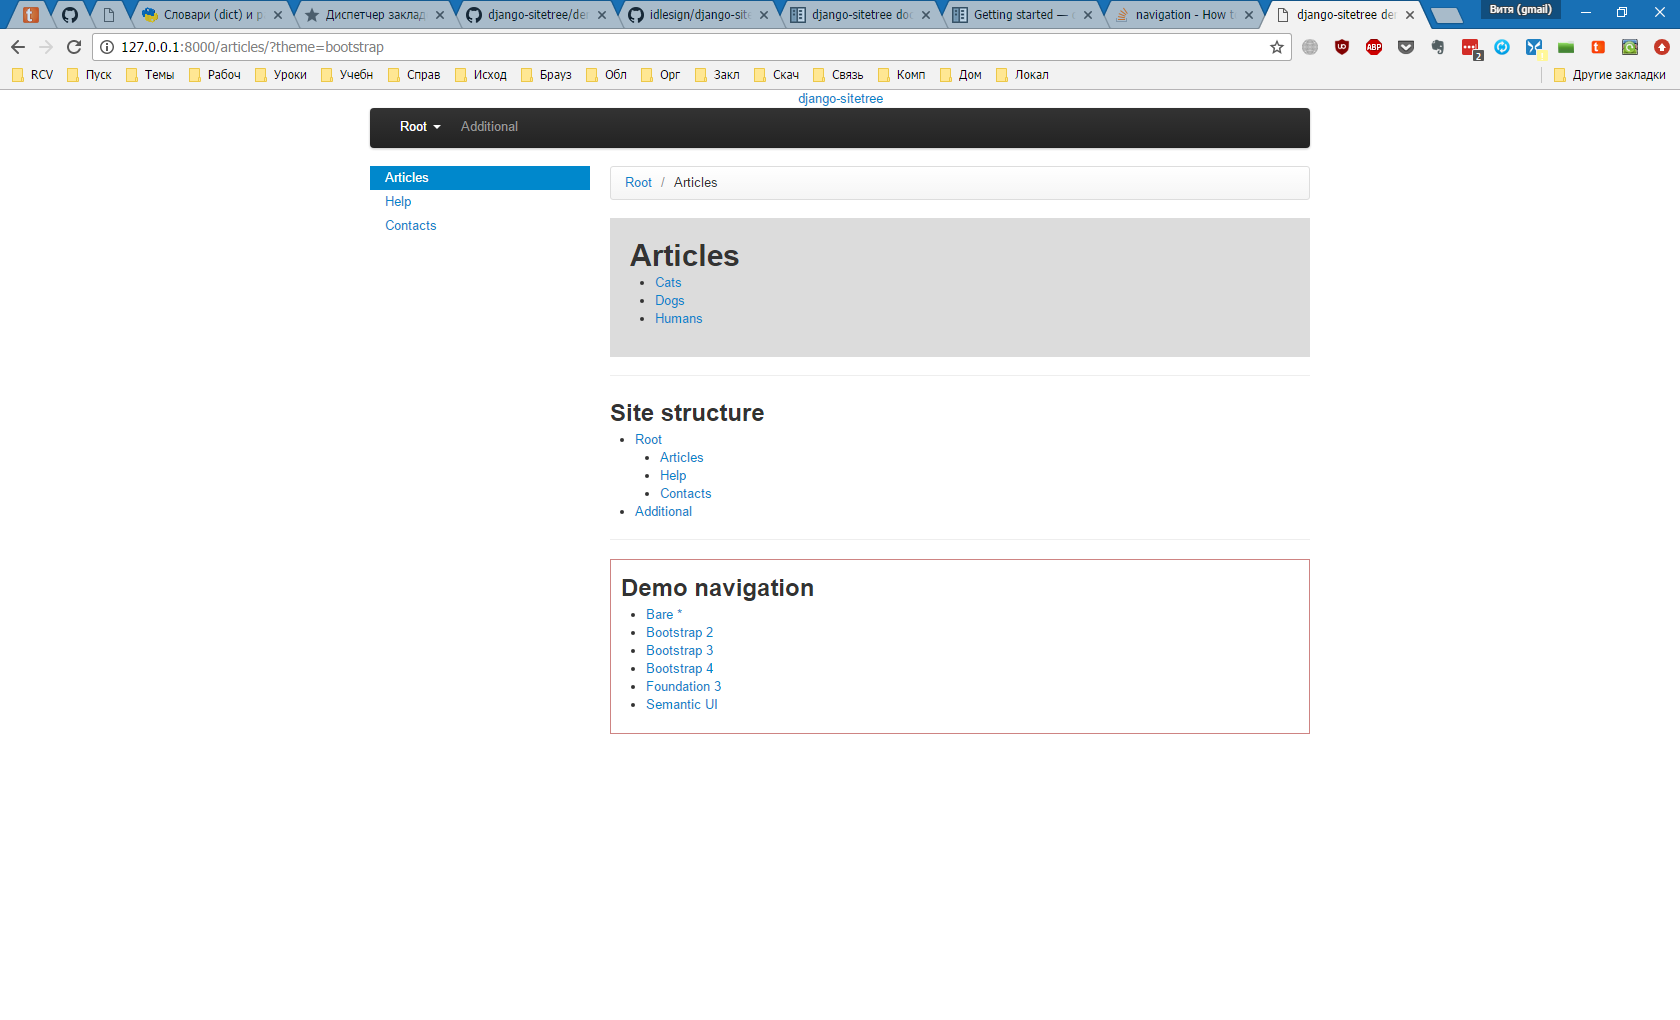 Словари (dict) и р
Диспетчер заклад
django-sitetree/de
idlesign/django-site
django-sitetree do
Getting started —
navigation - How t
django-sitetree de
Витя (gmail)
127.0.0.1:8000/articles/?theme=bootstrap
ABP
2
RCV
Пуск
Темы
Рабоч
Уроки
Учебн
Справ
Исход
Брауз
Обл
Орг
Закл
Скач
Связь
Комп
Дом
Локал
Другие закладки
django-sitetree
Root
Additional
Articles
Help
Contacts
Root / Articles
Articles
Cats
Dogs
Humans
Site structure
Root
Articles
Help
Contacts
Additional
Demo navigation
Bare *
Bootstrap 2
Bootstrap 3
Bootstrap 4
Foundation 3
Semantic UI